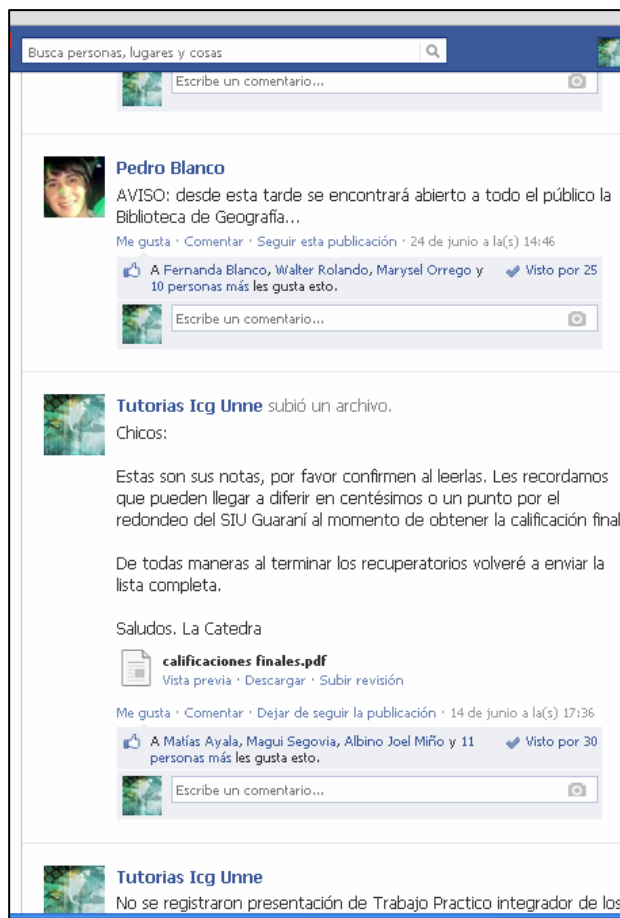 Busca personas, lugares y cosas
Escribe un comentario...
Pedro Blanco
AVISO: desde esta tarde se encontrará abierto a todo el público la
Biblioteca de Geografía...
Me gusta · Comentar · Seguir esta publicación · 24 de junio a la(s) 14:46
A Fernanda Blanco, Walter Rolando, Marysel Orrego y
10 personas más les gusta esto.
Visto por 25
Escribe un comentario...
Tutorias Icg Unne subió un archivo.
Chicos:
Estas son sus notas, por favor confirmen al leerlas. Les recordamos
que pueden llegar a diferir en centésimos o un punto por el
redondeo del SIU Guaraní al momento de obtener la calificación final
De todas maneras al terminar los recuperatorios volveré a enviar la
lista completa.
Saludos. La Catedra
calificaciones finales.pdf
Vista previa · Descargar · Subir revisión
Me gusta · Comentar · Dejar de seguir la publicación · 14 de junio a la(s) 17:36
A Matías Ayala, Magui Segovia, Albino Joel Miño y 11
personas más les gusta esto.
Visto por 30
Escribe un comentario...
Tutorias Icg Unne
No se registraron presentación de Trabajo Practico integrador de los